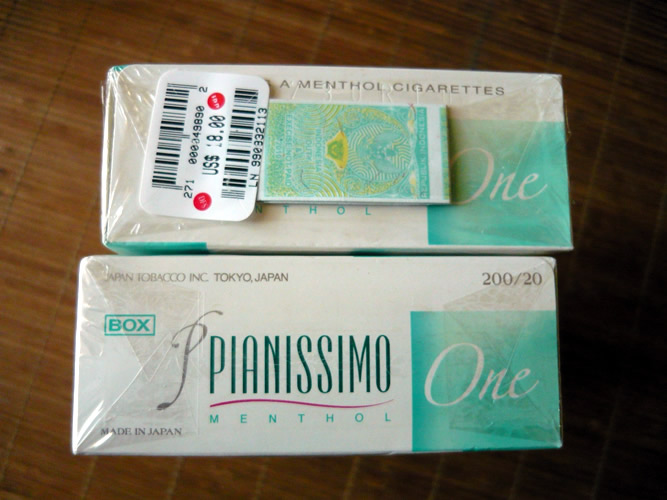 A MENTHOL CIGARETTES
271 000049890 2
US$ 18.00
LN 990332113
One
NTHOL
JAPAN TOBACCO INC. TOKYO, JAPAN
200/20
BOX
P PIANISSIMO
One
MENTHOL
MADE IN JAPAN